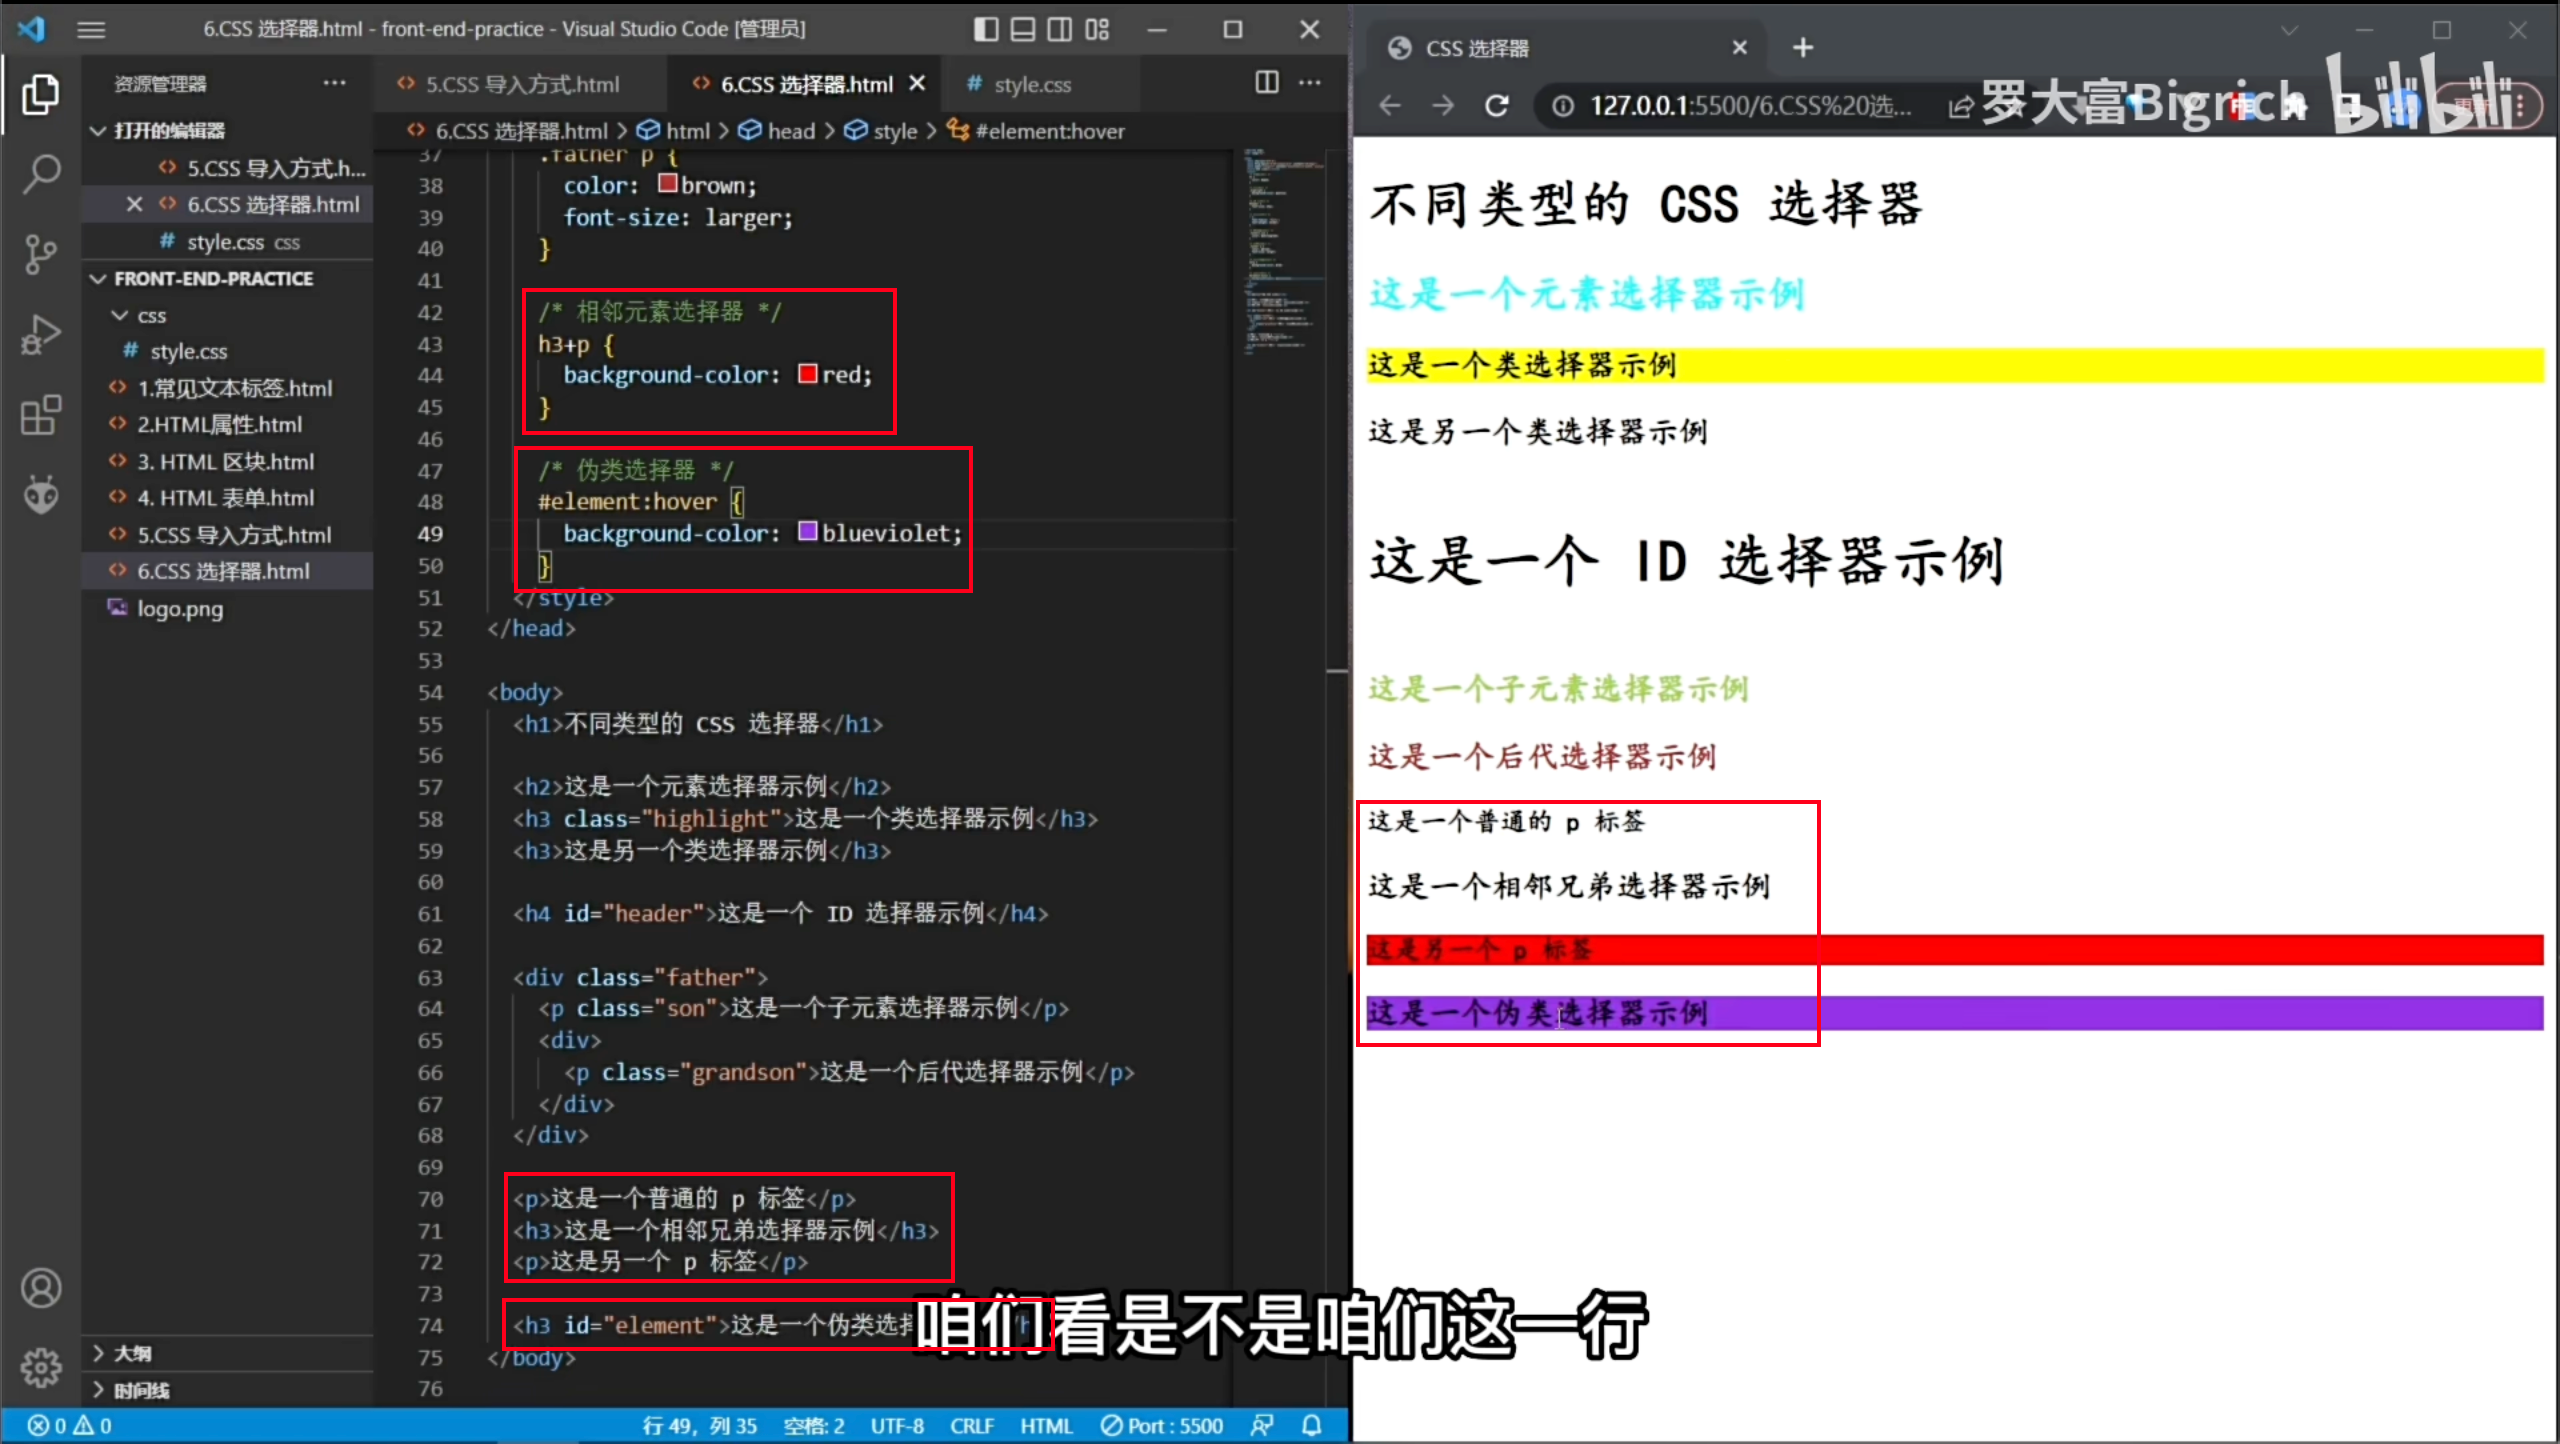 6.CSS 选择器.html - front-end-practice - Visual Studio Code [管理员]
资源管理器
打开的编辑器
5.CSS 导入方式.h...
6.CSS 选择器.html
style.css css
FRONT-END-PRACTICE
css
style.css
1.常见文本标签.html
2.HTML属性.html
3. HTML 区块.html
4. HTML 表单.html
5.CSS 导入方式.html
6.CSS 选择器.html
logo.png
大纲
时间线
5.CSS 导入方式.html
6.CSS 选择器.html
style.css
6.CSS 选择器.html > html > head > style > #element:hover
37 .father p {
38 color: brown;
39 font-size: larger;
40 }
41
42 /* 相邻元素选择器 */
43 h3+p {
44 background-color: red;
45 }
46
47 /* 伪类选择器 */
48 #element:hover {
49 background-color: blueviolet;
50 }
51 </style>
52 </head>
53
54 <body>
55 <h1>不同类型的 CSS 选择器</h1>
56
57 <h2>这是一个元素选择器示例</h2>
58 <h3 class="highlight">这是一个类选择器示例</h3>
59 <h3>这是另一个类选择器示例</h3>
60
61 <h4 id="header">这是一个 ID 选择器示例</h4>
62
63 <div class="father">
64 <p class="son">这是一个子元素选择器示例</p>
65 <div>
66 <p class="grandson">这是一个后代选择器示例</p>
67 </div>
68 </div>
69
70 <p>这是一个普通的 p 标签</p>
71 <h3>这是一个相邻兄弟选择器示例</h3>
72 <p>这是另一个 p 标签</p>
73
74 <h3 id="element">这是一个伪类选
75 </body>
76
咱们看是不是咱们这一行
0 0
行 49，列 35 空格: 2 UTF-8 CRLF HTML Port : 5500
CSS 选择器
127.0.0.1:5500/6.CSS%20选...
罗大富Bigrich bilibili
不同类型的 CSS 选择器
这是一个元素选择器示例
这是一个类选择器示例
这是另一个类选择器示例
这是一个 ID 选择器示例
这是一个子元素选择器示例
这是一个后代选择器示例
这是一个普通的 p 标签
这是一个相邻兄弟选择器示例
这是另一个 p 标签
这是一个伪类选择器示例